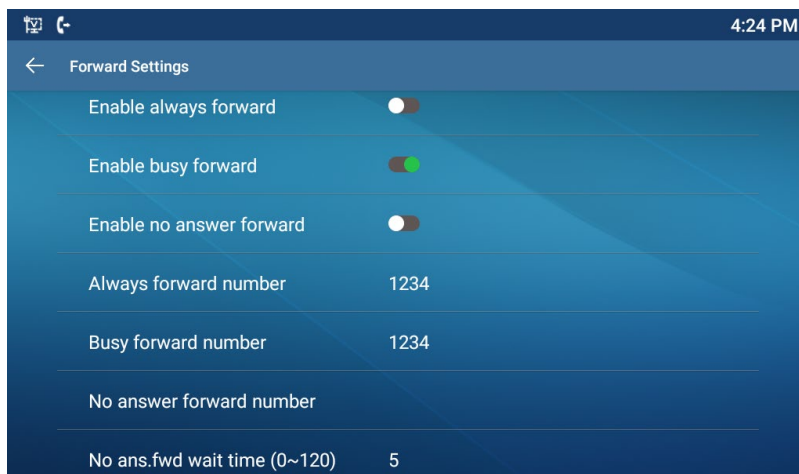 4:24 PM
Forward Settings
Enable always forward
Enable busy forward
Enable no answer forward
Always forward number 1234
Busy forward number 1234
No answer forward number
No ans.fwd wait time (0~120) 5